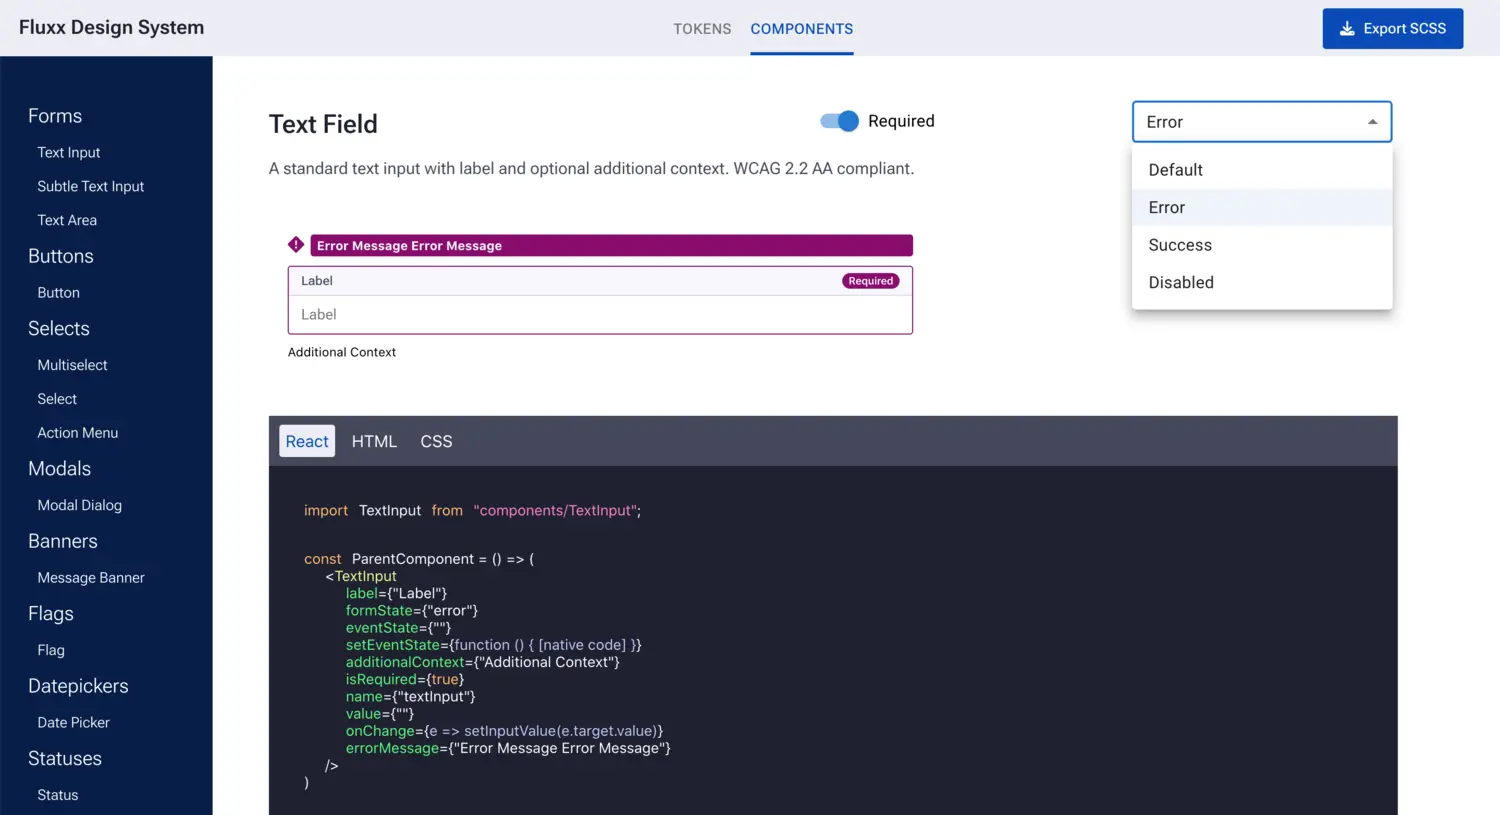 Fluxx Design System
TOKENS
COMPONENTS
Export SCSS
Forms
Text Input
Subtle Text Input
Text Area
Buttons
Button
Selects
Multiselect
Select
Action Menu
Modals
Modal Dialog
Banners
Message Banner
Flags
Flag
Datepickers
Date Picker
Statuses
Status
Text Field
Required
A standard text input with label and optional additional context. WCAG 2.2 AA compliant.
Error
Default
Error
Success
Disabled
Error Message Error Message
Label
Required
Label
Additional Context
React
HTML
CSS
import TextInput from "components/TextInput";
const ParentComponent = () => (
<TextInput
label={"Label"}
formState={"error"}
eventState={""}
setEventState={function () { [native code] }}
additionalContext={"Additional Context"}
isRequired={true}
name={"textInput"}
value={""}
onChange={e => setInputValue(e.target.value)}
errorMessage={"Error Message Error Message"}
/>
)